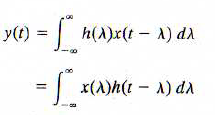 y(t) = ∫_{-∞}^{∞} h(λ)x(t − λ) dλ
= ∫_{-∞}^{∞} x(λ)h(t − λ) dλ